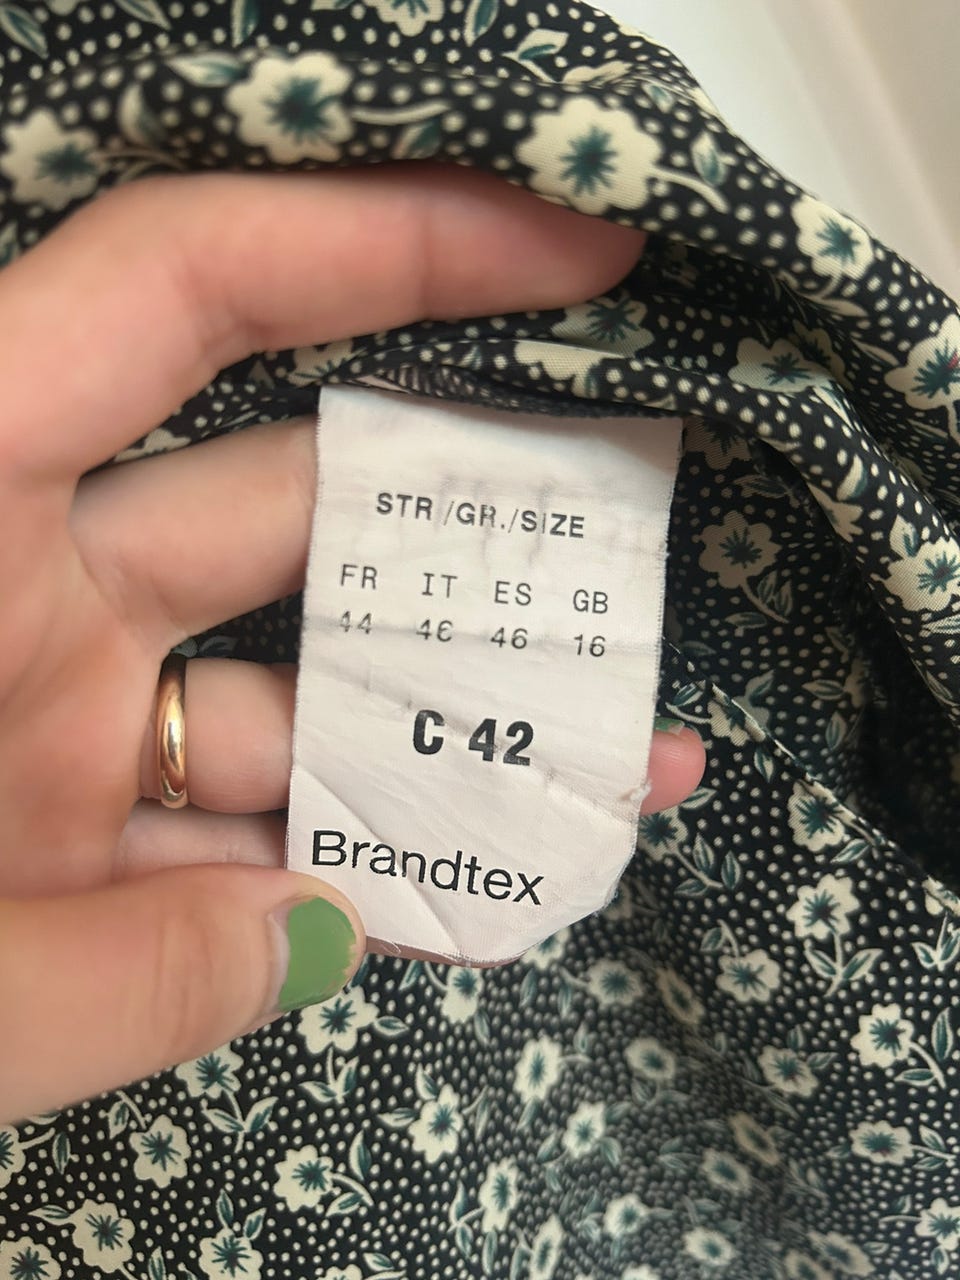 STR/GR./SIZE
FR IT ES GB
44 46 46 16
C 42
Brandtex